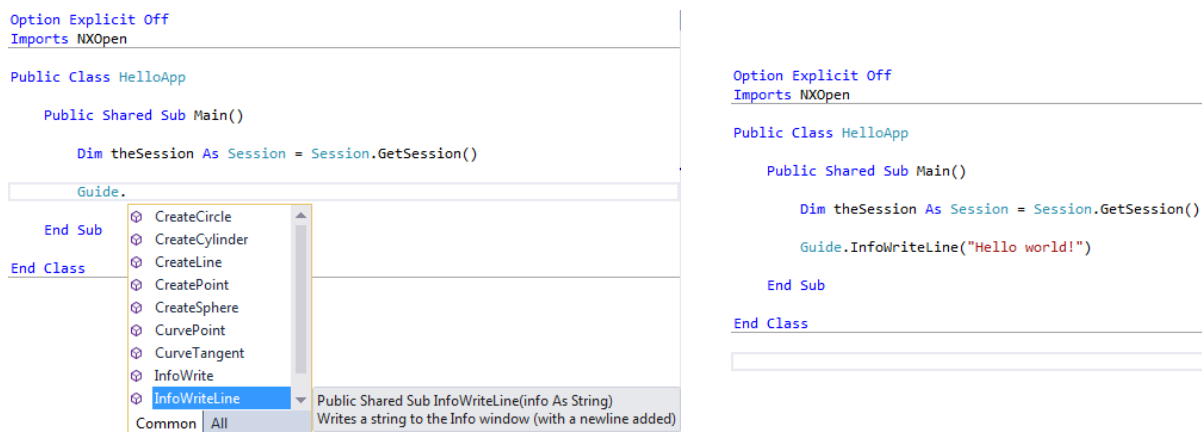 Option Explicit Off
Imports NXOpen
Public Class HelloApp
Public Shared Sub Main()
Dim theSession As Session = Session.GetSession()
Guide.
CreateCircle
CreateCylinder
CreateLine
CreatePoint
CreateSphere
CurvePoint
CurveTangent
InfoWrite
InfoWriteLine
Common All
Public Shared Sub InfoWriteLine(info As String)
Writes a string to the Info window (with a newline added)
End Sub
End Class
Option Explicit Off
Imports NXOpen
Public Class HelloApp
Public Shared Sub Main()
Dim theSession As Session = Session.GetSession()
Guide.InfoWriteLine("Hello world!")
End Sub
End Class